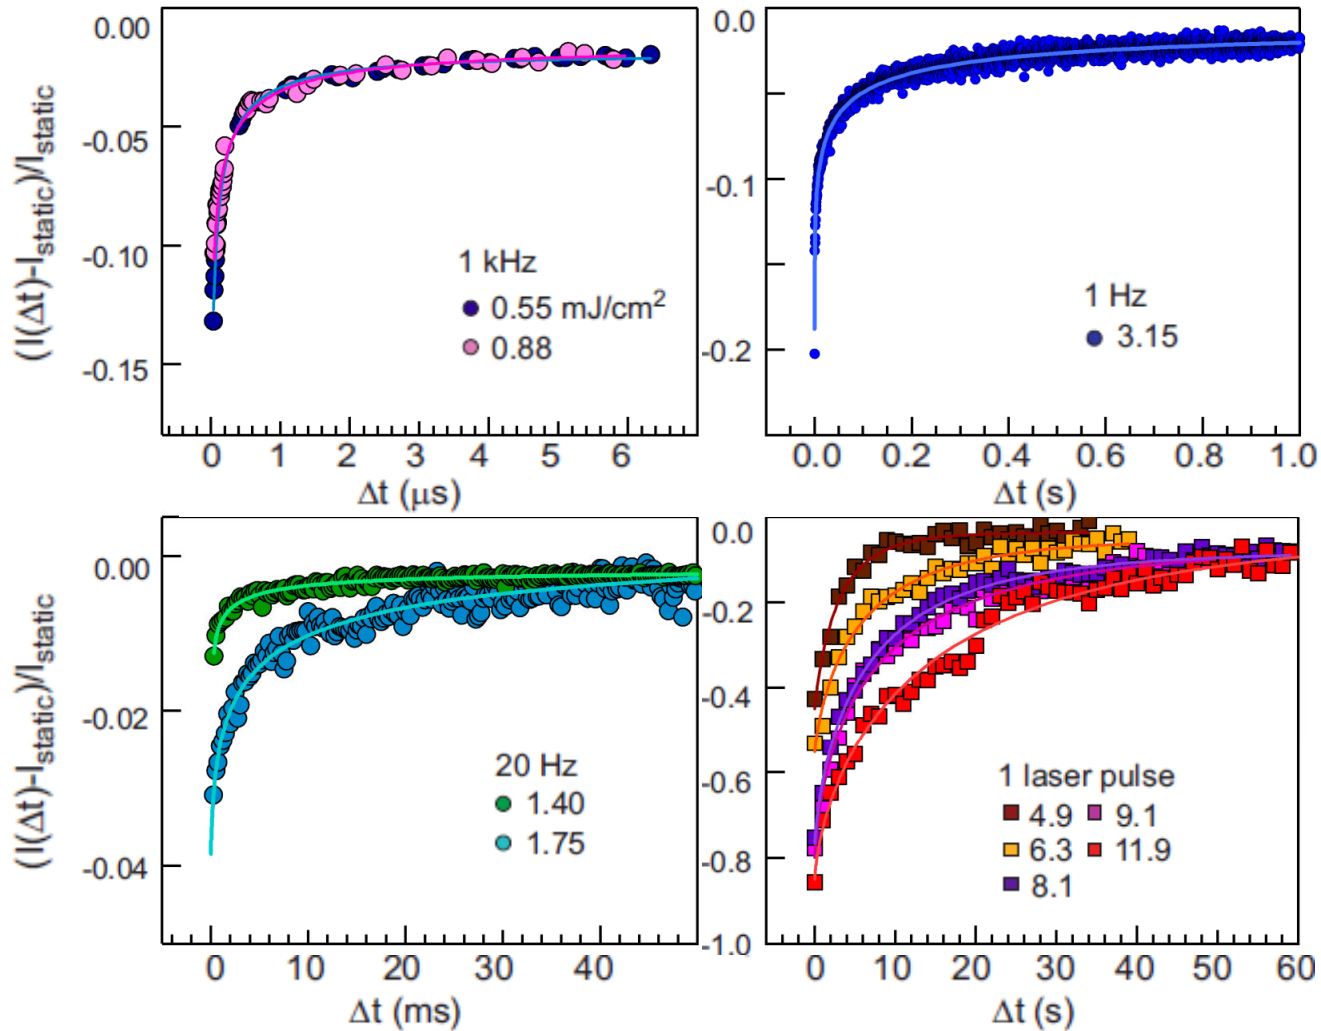 (I(Δt)-I_static)/I_static
0.00
-0.05
-0.10
-0.15
1 kHz
0.55 mJ/cm²
0.88
0 1 2 3 4 5 6
Δt (μs)
-0.0
-0.1
-0.2
1 Hz
3.15
0.0 0.2 0.4 0.6 0.8 1.0
Δt (s)
(I(Δt)-I_static)/I_static
0.00
-0.02
-0.04
20 Hz
1.40
1.75
0 10 20 30 40
Δt (ms)
0.0
-0.2
-0.4
-0.6
-0.8
-1.0
1 laser pulse
4.9 9.1
6.3 11.9
8.1
0 10 20 30 40 50 60
Δt (s)